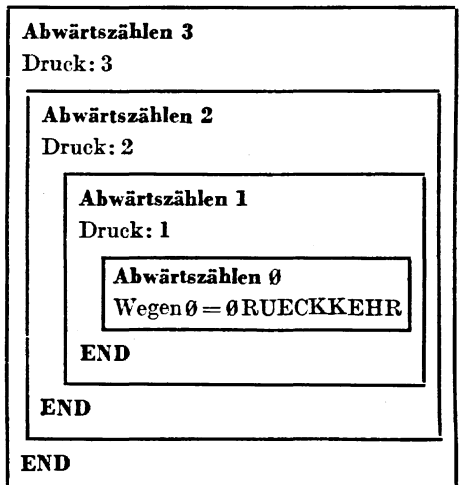 Abwärtszählen 3
Druck: 3
Abwärtszählen 2
Druck: 2
Abwärtszählen 1
Druck: 1
Abwärtszählen Ø
Wegen Ø = Ø RUECKKEHR
END
END
END